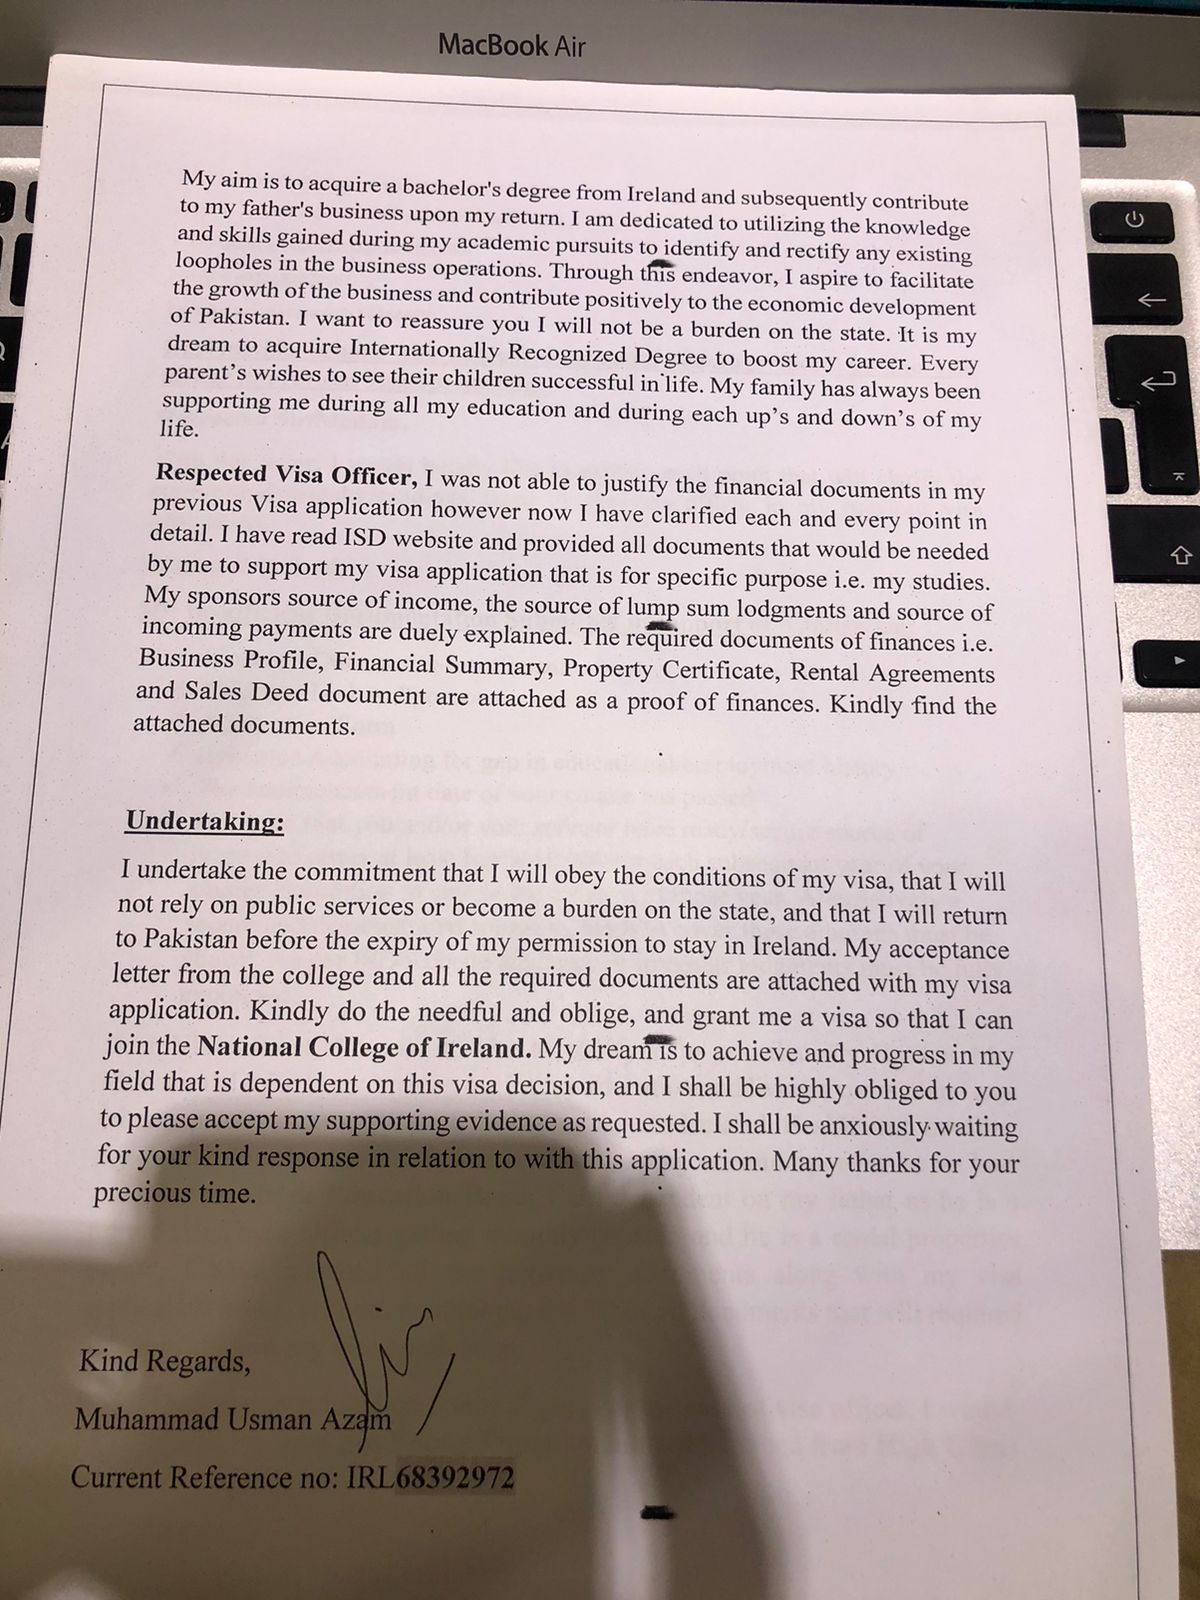 MacBook Air
My aim is to acquire a bachelor's degree from Ireland and subsequently contribute
to my father's business upon my return. I am dedicated to utilizing the knowledge
and skills gained during my academic pursuits to identify and rectify any existing
loopholes in the business operations. Through this endeavor, I aspire to facilitate
the growth of the business and contribute positively to the economic development
of Pakistan. I want to reassure you I will not be a burden on the state. It is my
dream to acquire Internationally Recognized Degree to boost my career. Every
parent's wishes to see their children successful in life. My family has always been
supporting me during all my education and during each up's and down's of my
life.
Respected Visa Officer, I was not able to justify the financial documents in my
previous Visa application however now I have clarified each and every point in
detail. I have read ISD website and provided all documents that would be needed
by me to support my visa application that is for specific purpose i.e. my studies.
My sponsors source of income, the source of lump sum lodgments and source of
incoming payments are duely explained. The required documents of finances i.e.
Business Profile, Financial Summary, Property Certificate, Rental Agreements
and Sales Deed document are attached as a proof of finances. Kindly find the
attached documents.
Undertaking:
I undertake the commitment that I will obey the conditions of my visa, that I will
not rely on public services or become a burden on the state, and that I will return
to Pakistan before the expiry of my permission to stay in Ireland. My acceptance
letter from the college and all the required documents are attached with my visa
application. Kindly do the needful and oblige, and grant me a visa so that I can
join the National College of Ireland. My dream is to achieve and progress in my
field that is dependent on this visa decision, and I shall be highly obliged to you
to please accept my supporting evidence as requested. I shall be anxiously waiting
for your kind response in relation to with this application. Many thanks for your
precious time.
Kind Regards,
Muhammad Usman Azam
Current Reference no: IRL68392972